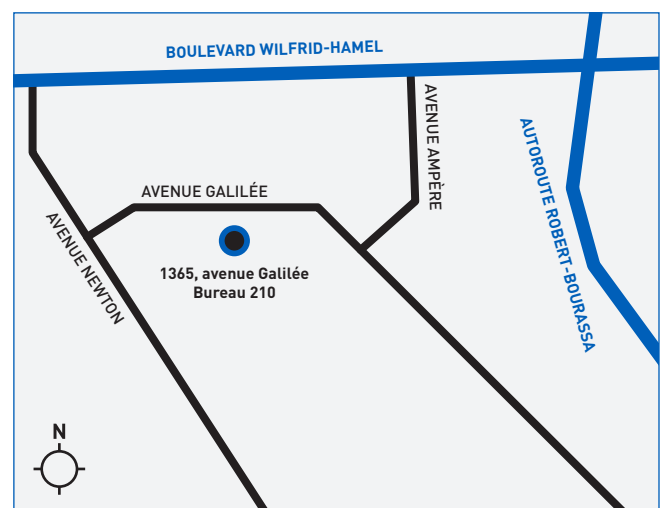 BOULEVARD WILFRID-HAMEL
AVENUE AMPÈRE
AUTOROUTE ROBERT-BOURASSA
AVENUE GALILÉE
AVENUE NEWTON
1365, avenue Galilée
Bureau 210
N